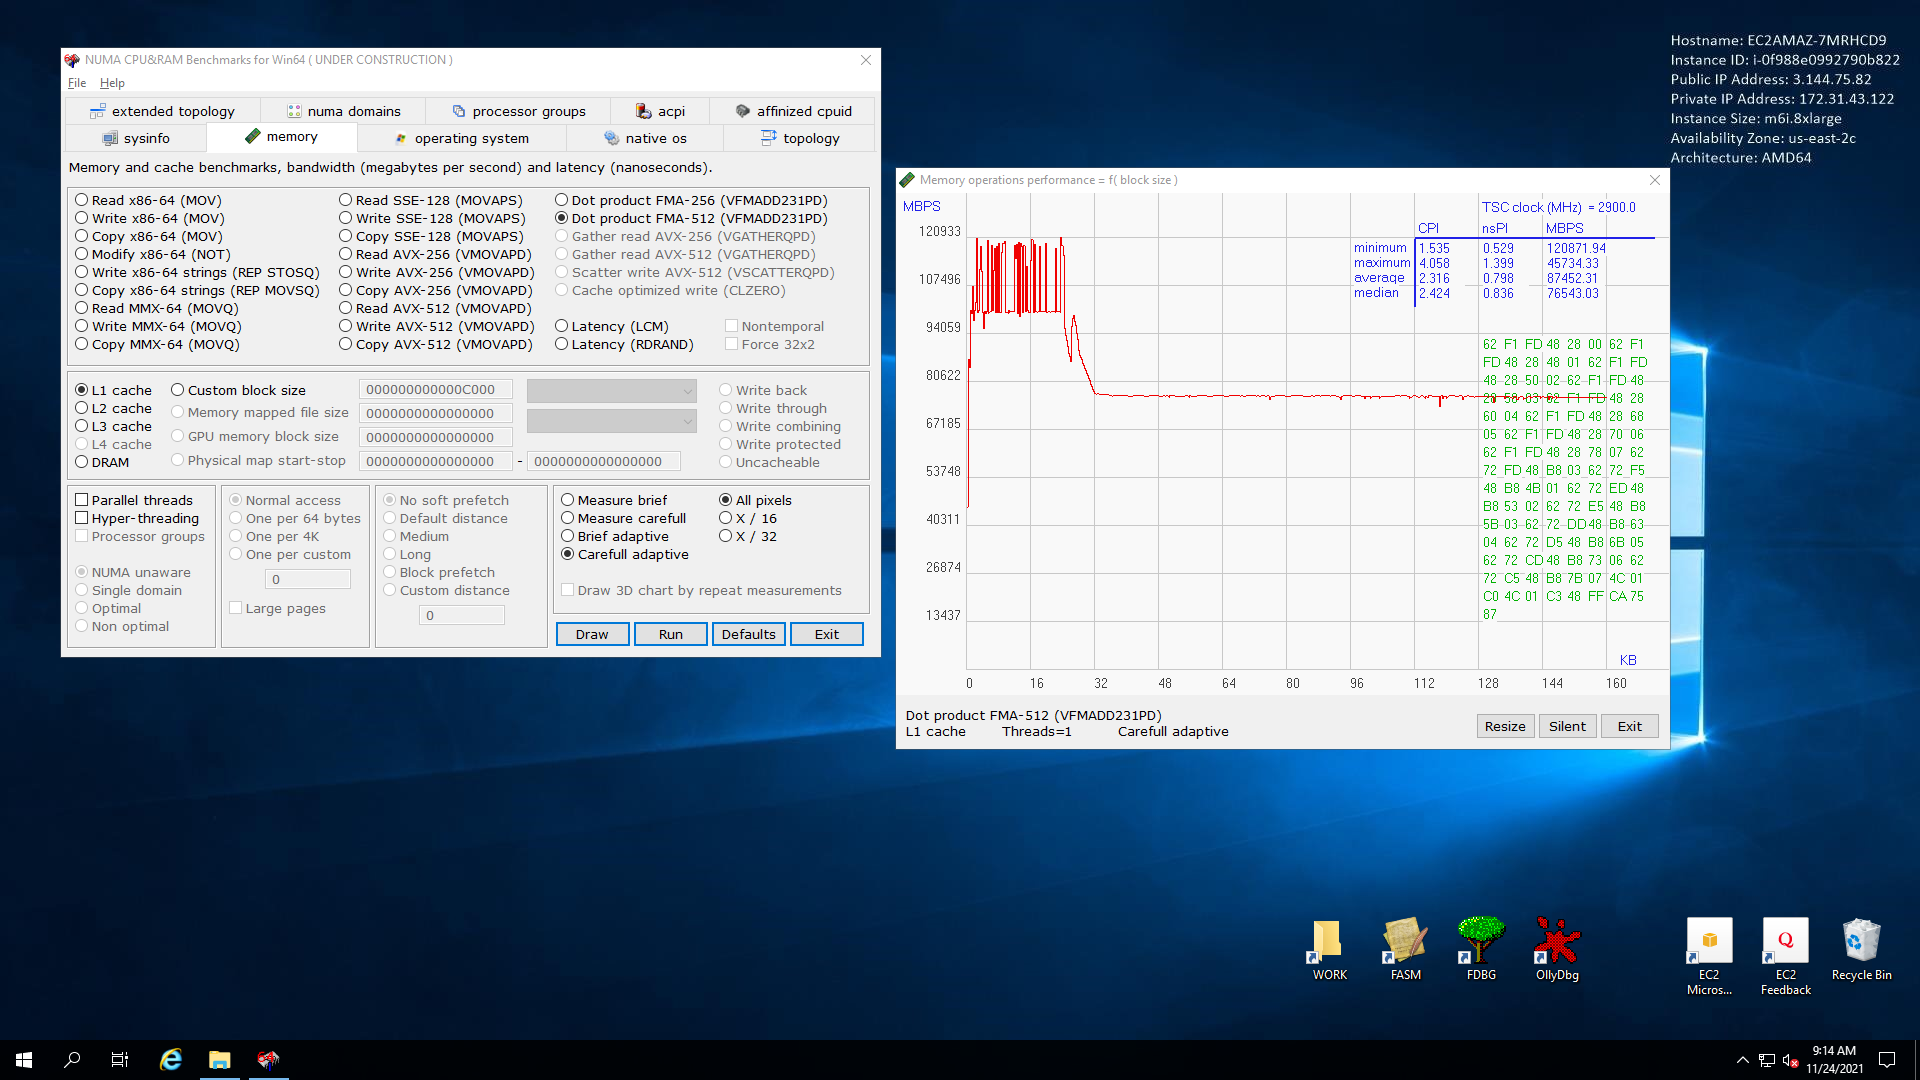 Hostname: EC2AMAZ-7MRHCD9
Instance ID: i-0f988e0992790b822
Public IP Address: 3.144.75.82
Private IP Address: 172.31.43.122
Instance Size: m6i.8xlarge
Availability Zone: us-east-2c
Architecture: AMD64
NUMA CPU&RAM Benchmarks for Win64 ( UNDER CONSTRUCTION )
File Help
extended topology numa domains processor groups acpi affinized cpuid
sysinfo memory operating system native os topology
Memory and cache benchmarks, bandwidth (megabytes per second) and latency (nanoseconds).
Read x86-64 (MOV) Read SSE-128 (MOVAPS) Dot product FMA-256 (VFMADD231PD)
Write x86-64 (MOV) Write SSE-128 (MOVAPS) Dot product FMA-512 (VFMADD231PD)
Copy x86-64 (MOV) Copy SSE-128 (MOVAPS) Gather read AVX-256 (VGATHERQPD)
Modify x86-64 (NOT) Read AVX-256 (VMOVAPD) Gather read AVX-512 (VGATHERQPD)
Write x86-64 strings (REP STOSQ) Write AVX-256 (VMOVAPD) Scatter write AVX-512 (VSCATTERQPD)
Copy x86-64 strings (REP MOVSQ) Copy AVX-256 (VMOVAPD) Cache optimized write (CLZERO)
Read MMX-64 (MOVQ) Read AVX-512 (VMOVAPD)
Write MMX-64 (MOVQ) Write AVX-512 (VMOVAPD) Latency (LCM) Nontemporal
Copy MMX-64 (MOVQ) Copy AVX-512 (VMOVAPD) Latency (RDRAND) Force 32x2
L1 cache Custom block size 000000000000C000 Write back
L2 cache Memory mapped file size 0000000000000000 Write through
L3 cache Write combining
L4 cache GPU memory block size 0000000000000000 Write protected
DRAM Physical map start-stop 0000000000000000 - 0000000000000000 Uncacheable
Parallel threads Normal access No soft prefetch Measure brief All pixels
Hyper-threading One per 64 bytes Default distance Measure carefull X / 16
Processor groups One per 4K Medium Brief adaptive X / 32
One per custom Long Carefull adaptive
NUMA unaware 0 Block prefetch
Single domain Custom distance Draw 3D chart by repeat measurements
Optimal Large pages 0
Non optimal
Draw Run Defaults Exit
Memory operations performance = f( block size )
MBPS TSC clock (MHz) = 2900.0
CPI nsPI MBPS
minimum 1.535 0.529 120871.94
maximum 4.058 1.399 45734.33
average 2.316 0.798 87452.31
median 2.424 0.836 76543.03
120933
107496
94059
80622
67185
53748
40311
26874
13437
62 F1 FD 48 28 00 62 F1
FD 48 28 48 01 62 F1 FD
48 28 50 02 62 F1 FD 48
28 58 03 62 F1 FD 48 28
60 04 62 F1 FD 48 28 68
05 62 F1 FD 48 28 70 06
62 F1 FD 48 28 78 07 62
72 FD 48 B8 03 62 72 F5
48 B8 4B 01 62 72 ED 48
B8 53 02 62 72 E5 48 B8
5B 03 62 72 DD 48 B8 63
04 62 72 D5 48 B8 6B 05
62 72 CD 48 B8 73 06 62
72 C5 48 B8 7B 07 4C 01
C0 4C 01 C3 48 FF CA 75
87
KB
0 16 32 48 64 80 96 112 128 144 160
Dot product FMA-512 (VFMADD231PD)
L1 cache Threads=1 Carefull adaptive
Resize Silent Exit
WORK FASM FDBG OllyDbg
EC2 Micros...
EC2 Feedback
Recycle Bin
9:14 AM
11/24/2021